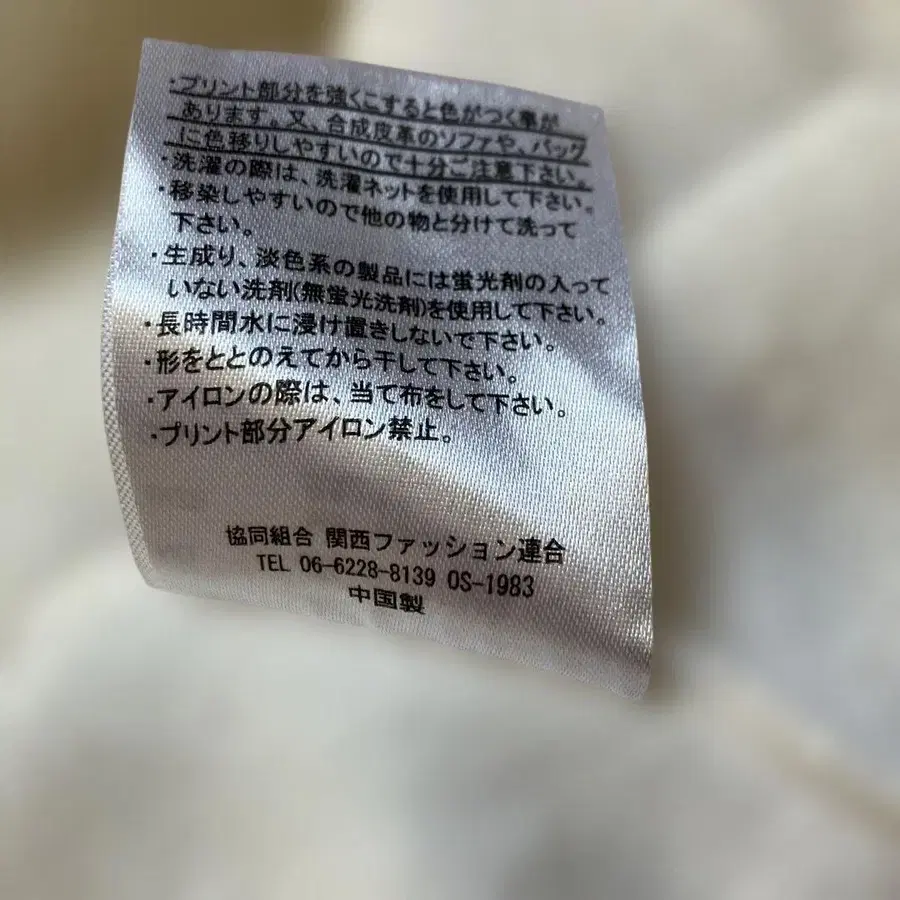 ・プリント部分を強くこすると色がつく事が
あります。又、合成皮革のソファや、バッグ
に色移りしやすいので十分ご注意下さい。
・洗濯の際は、洗濯ネットを使用して下さい。
・移染しやすいので他の物と分けて洗って
下さい。
・生成り、淡色系の製品には蛍光剤の入って
いない洗剤(無蛍光洗剤)を使用して下さい。
・長時間水に浸け置きしないで下さい。
・形をととのえてから干して下さい。
・アイロンの際は、当て布をして下さい。
・プリント部分アイロン禁止。
協同組合 関西ファッション連合
TEL 06-6228-8139 OS-1983
中国製